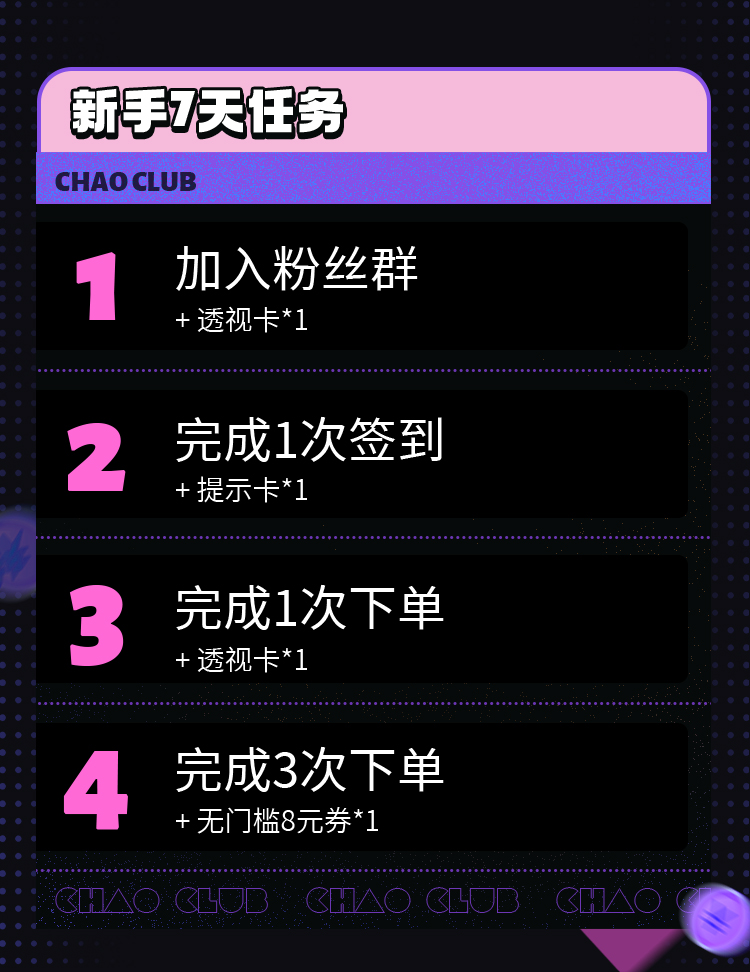 新手7天任务
CHAO CLUB
1
加入粉丝群
+ 透视卡*1
2
完成1次签到
+ 提示卡*1
3
完成1次下单
+ 透视卡*1
4
完成3次下单
+ 无门槛8元券*1
CHAO CLUB CHAO CLUB CHAO